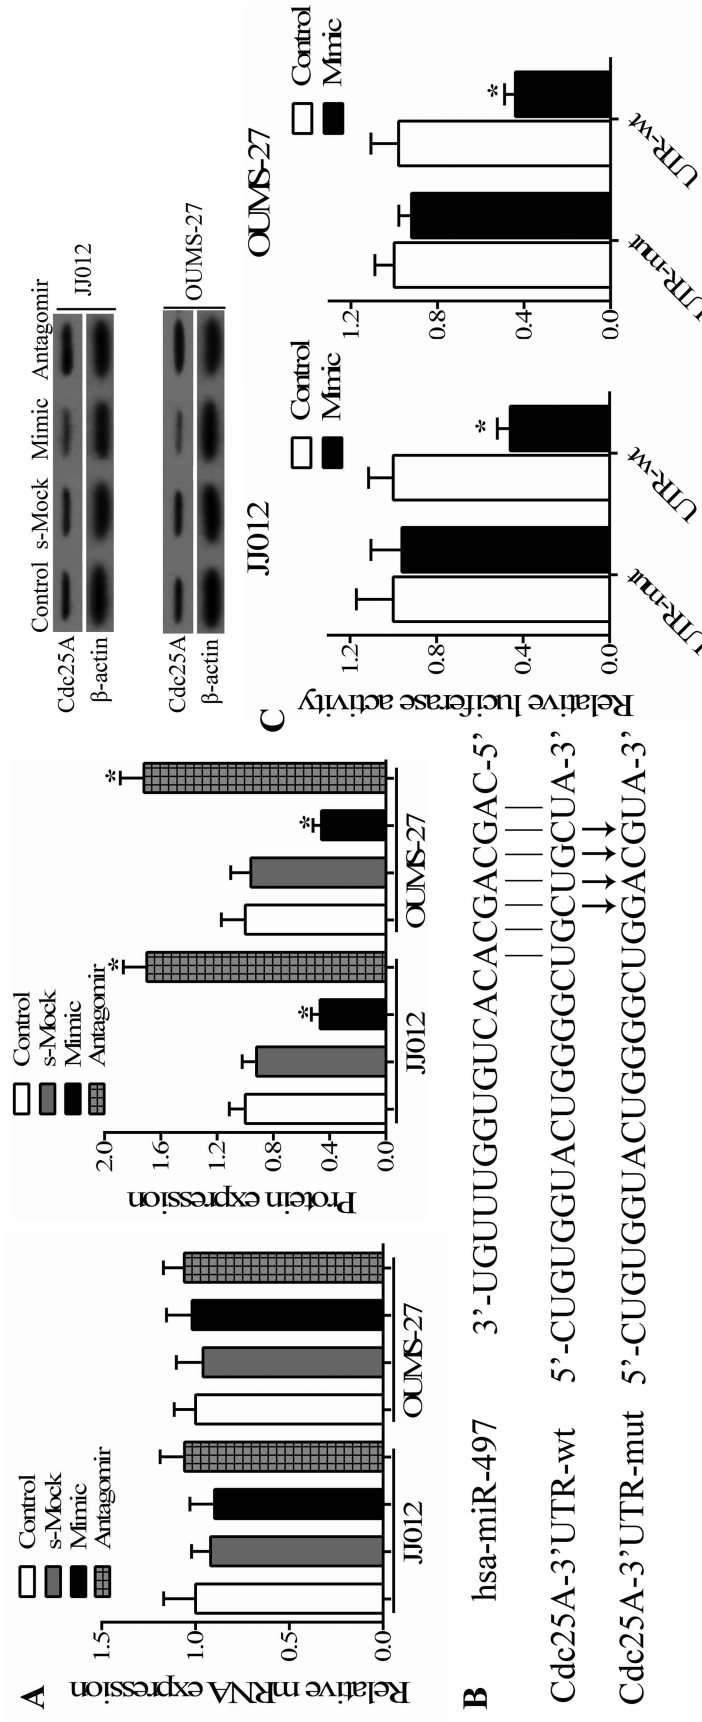 A
Relative mRNA expression
1.5
1.0
0.5
0.0
Control
s-Mock
Mimic
Antagomir
JJ012
OUMS-27
Protein expression
2.0
1.6
1.2
0.8
0.4
0.0
Control
s-Mock
Mimic
Antagomir
* * * *
JJ012
OUMS-27
Control s-Mock Mimic Antagomir
Cdc25A
β-actin
JJ012
Cdc25A
β-actin
OUMS-27
B
hsa-miR-497 3'-UGUUUGGUGUCACACGACGAC-5'
Cdc25A-3'UTR-wt 5'-CUGUGGUACUGGGGCUGCUGCUA-3'
Cdc25A-3'UTR-mut 5'-CUGUGGUACUGGGGCUGGACGUA-3'
C
Relative luciferase activity
JJ012
Control
Mimic
1.2
0.8
0.4
0.0
*
UTR-mut
UTR-wt
OUMS-27
Control
Mimic
1.2
0.8
0.4
0.0
*
UTR-mut
UTR-wt